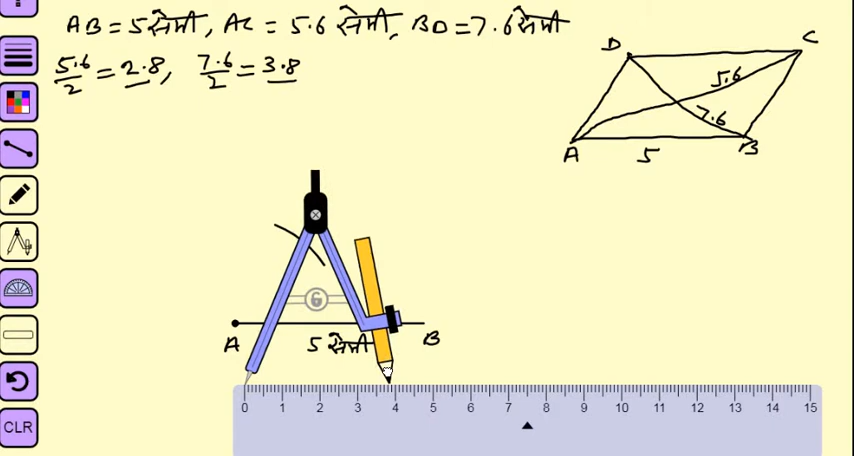 AB = 5 सेमी, AC = 5.6 सेमी, BD = 7.6 सेमी
5.6/2 = 2.8, 7.6/2 = 3.8
D C
5.6
7.6
A 5 B
6
A 5 सेमी B
0 1 2 3 4 5 6 7 8 9 10 11 12 13 14 15
CLR